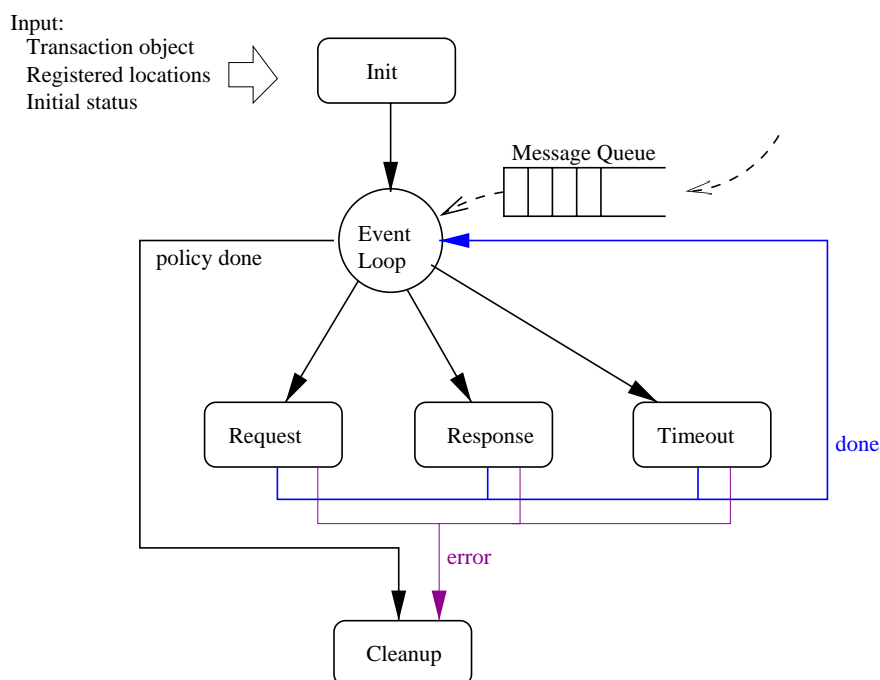 Input:
Transaction object
Registered locations
Initial status
Init
Message Queue
Event
Loop
policy done
Request
Response
Timeout
done
error
Cleanup